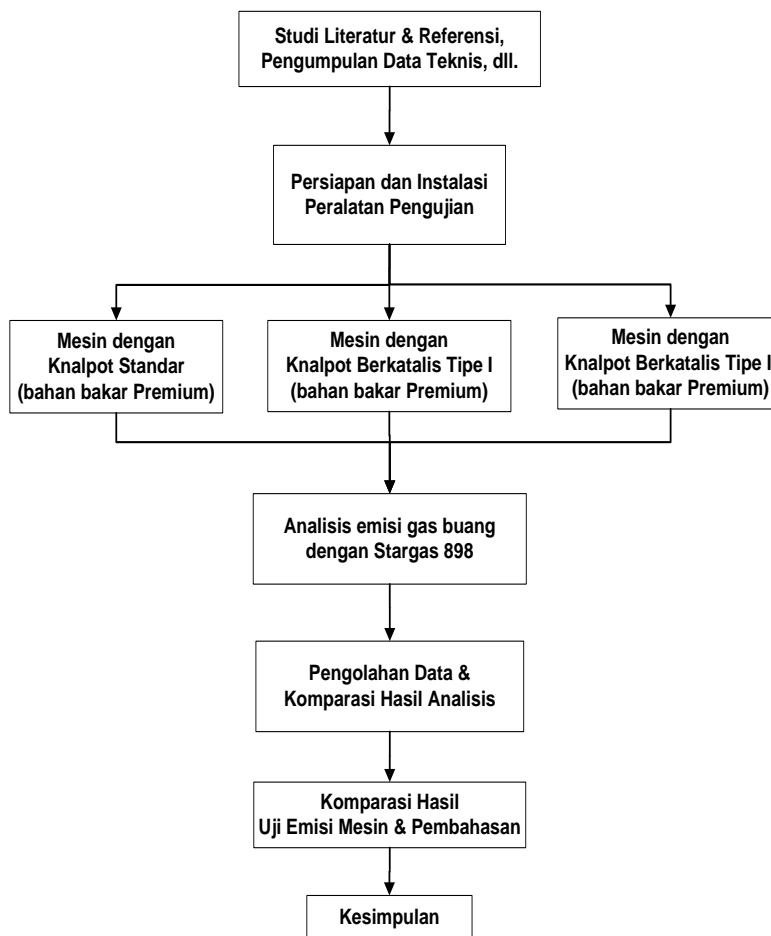 Studi Literatur & Referensi,
Pengumpulan Data Teknis, dll.
Persiapan dan Instalasi
Peralatan Pengujian
Mesin dengan
Knalpot Standar
(bahan bakar Premium)
Mesin dengan
Knalpot Berkatalis Tipe I
(bahan bakar Premium)
Mesin dengan
Knalpot Berkatalis Tipe I
(bahan bakar Premium)
Analisis emisi gas buang
dengan Stargas 898
Pengolahan Data &
Komparasi Hasil Analisis
Komparasi Hasil
Uji Emisi Mesin & Pembahasan
Kesimpulan